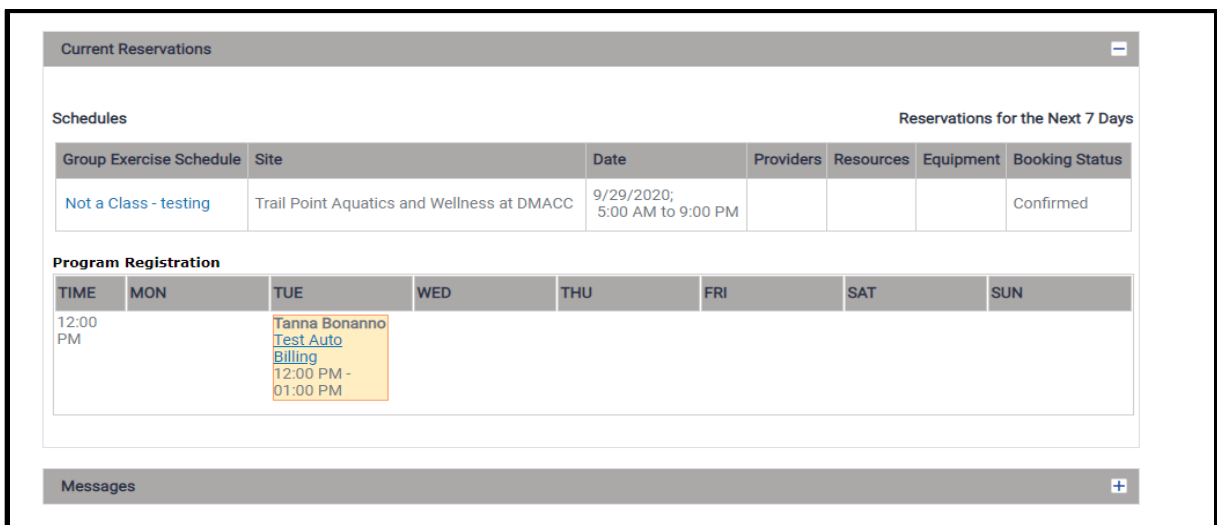 Current Reservations
Schedules
Reservations for the Next 7 Days
Group Exercise Schedule Site Date Providers Resources Equipment Booking Status
Not a Class - testing Trail Point Aquatics and Wellness at DMACC 9/29/2020; Confirmed
5:00 AM to 9:00 PM
Program Registration
TIME MON TUE WED THU FRI SAT SUN
12:00 Tanna Bonanno
PM Test Auto
Billing
12:00 PM -
01:00 PM
Messages